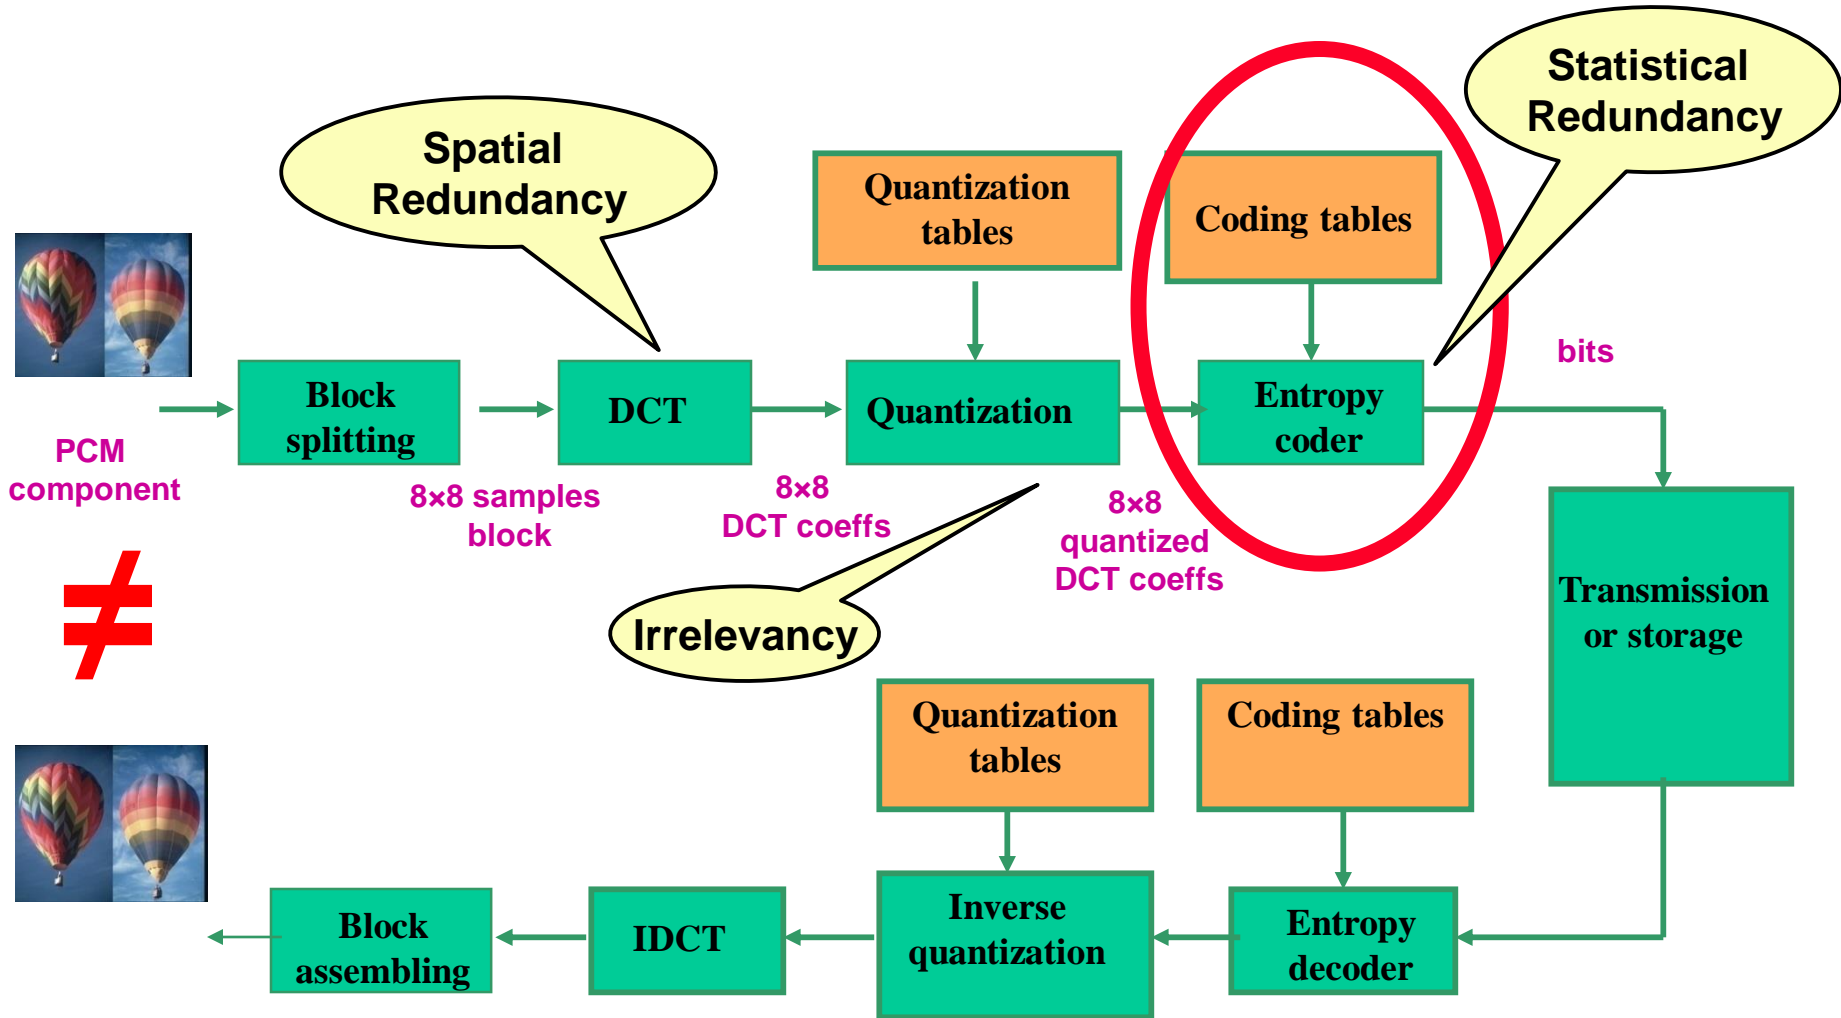 Statistical
Redundancy
Spatial
Redundancy
Quantization
tables
Coding tables
bits
Block
splitting
DCT
Quantization
Entropy
coder
PCM
component
8×8 samples
block
8×8
DCT coeffs
8×8
quantized
DCT coeffs
≠
Irrelevancy
Transmission
or storage
Quantization
tables
Coding tables
Block
assembling
IDCT
Inverse
quantization
Entropy
decoder